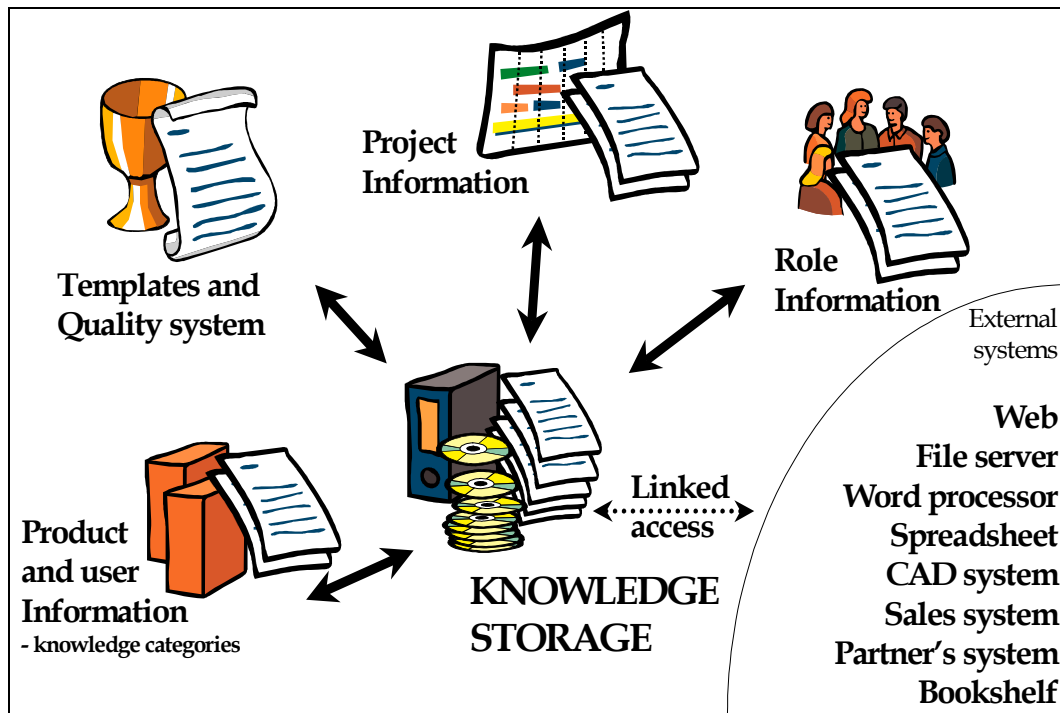 Project
Information
Templates and
Quality system
Role
Information
External
systems
Web
File server
Word processor
Spreadsheet
CAD system
Sales system
Partner's system
Bookshelf
Linked
access
Product
and user
Information
- knowledge categories
KNOWLEDGE
STORAGE